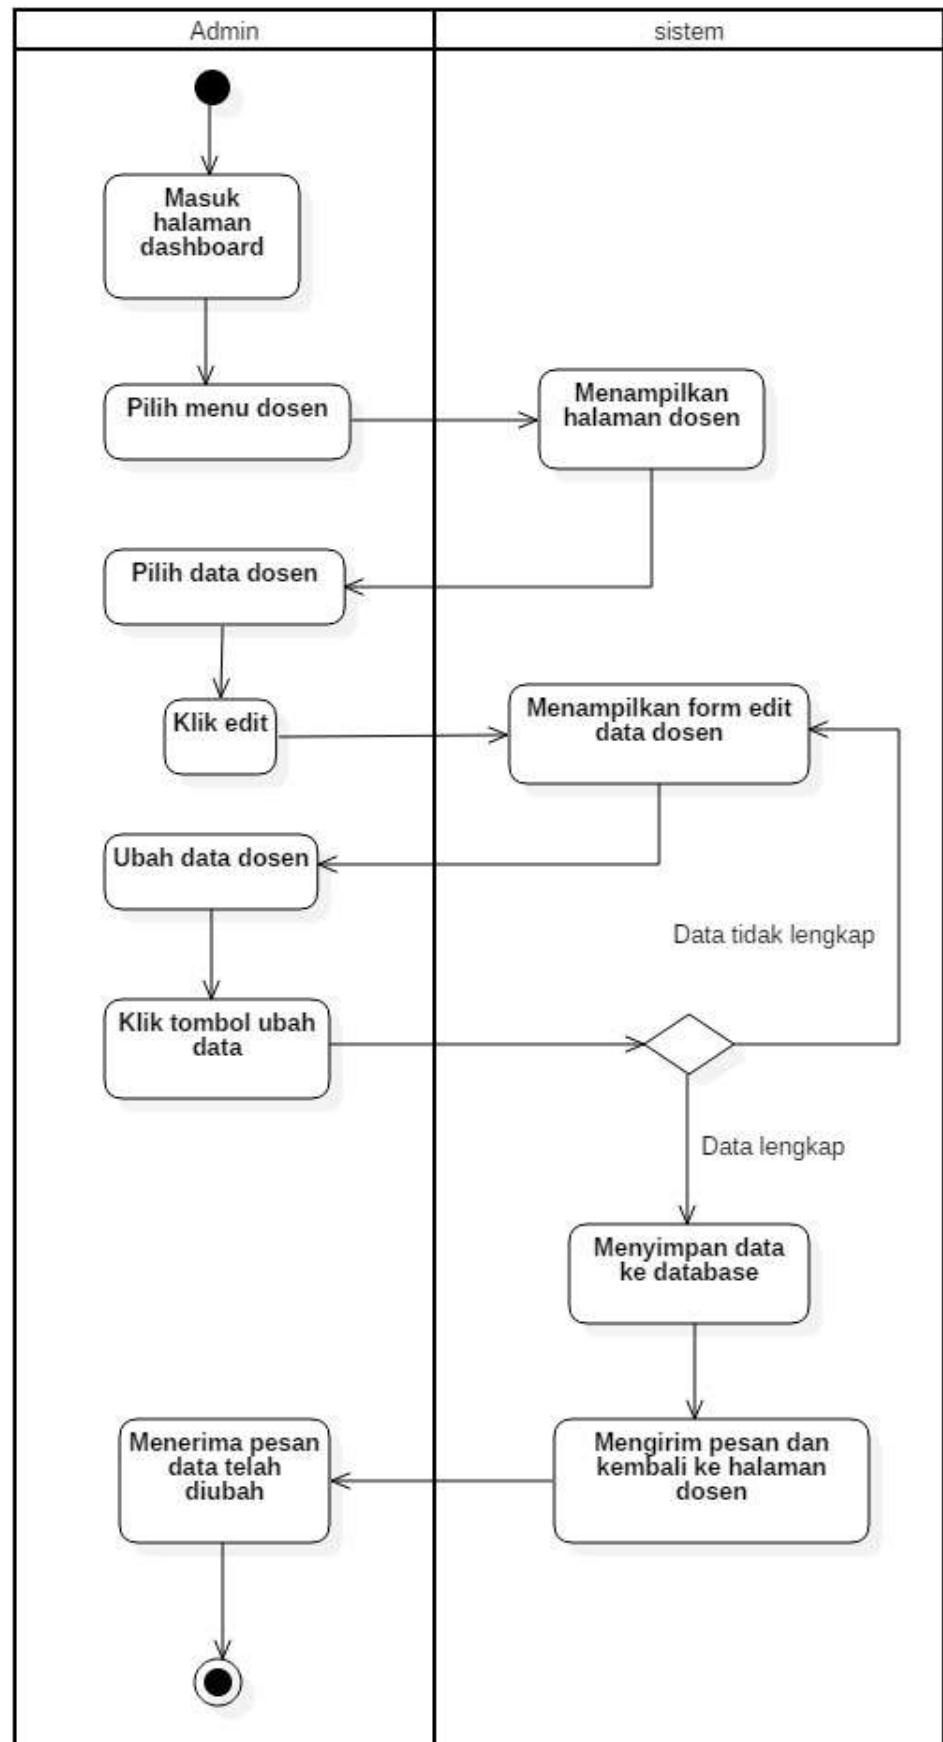 Admin
sistem
Masuk
halaman
dashboard
Pilih menu dosen
Menampilkan
halaman dosen
Pilih data dosen
Klik edit
Menampilkan form edit
data dosen
Ubah data dosen
Data tidak lengkap
Klik tombol ubah
data
Data lengkap
Menyimpan data
ke database
Mengirim pesan dan
kembali ke halaman
dosen
Menerima pesan
data telah
diubah